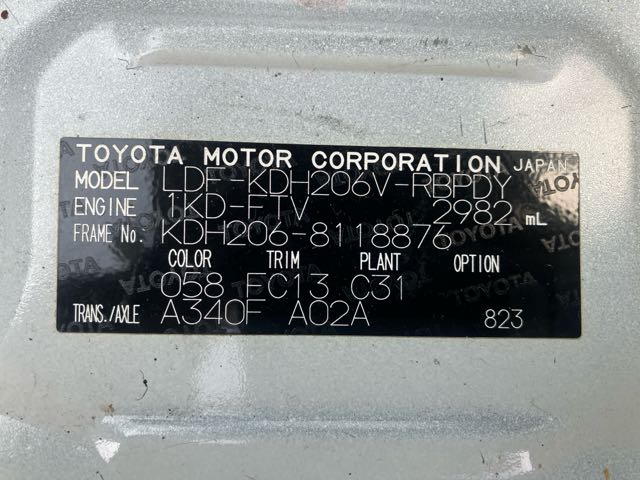 TOYOTA MOTOR CORPORATION JAPAN
MODEL LDF-KDH206V-RBPDY
ENGINE 1KD-FTV 2982 mL
FRAME No. KDH206-8118876
COLOR TRIM PLANT OPTION
058 FC13 C31
TRANS./AXLE A340F A02A 823